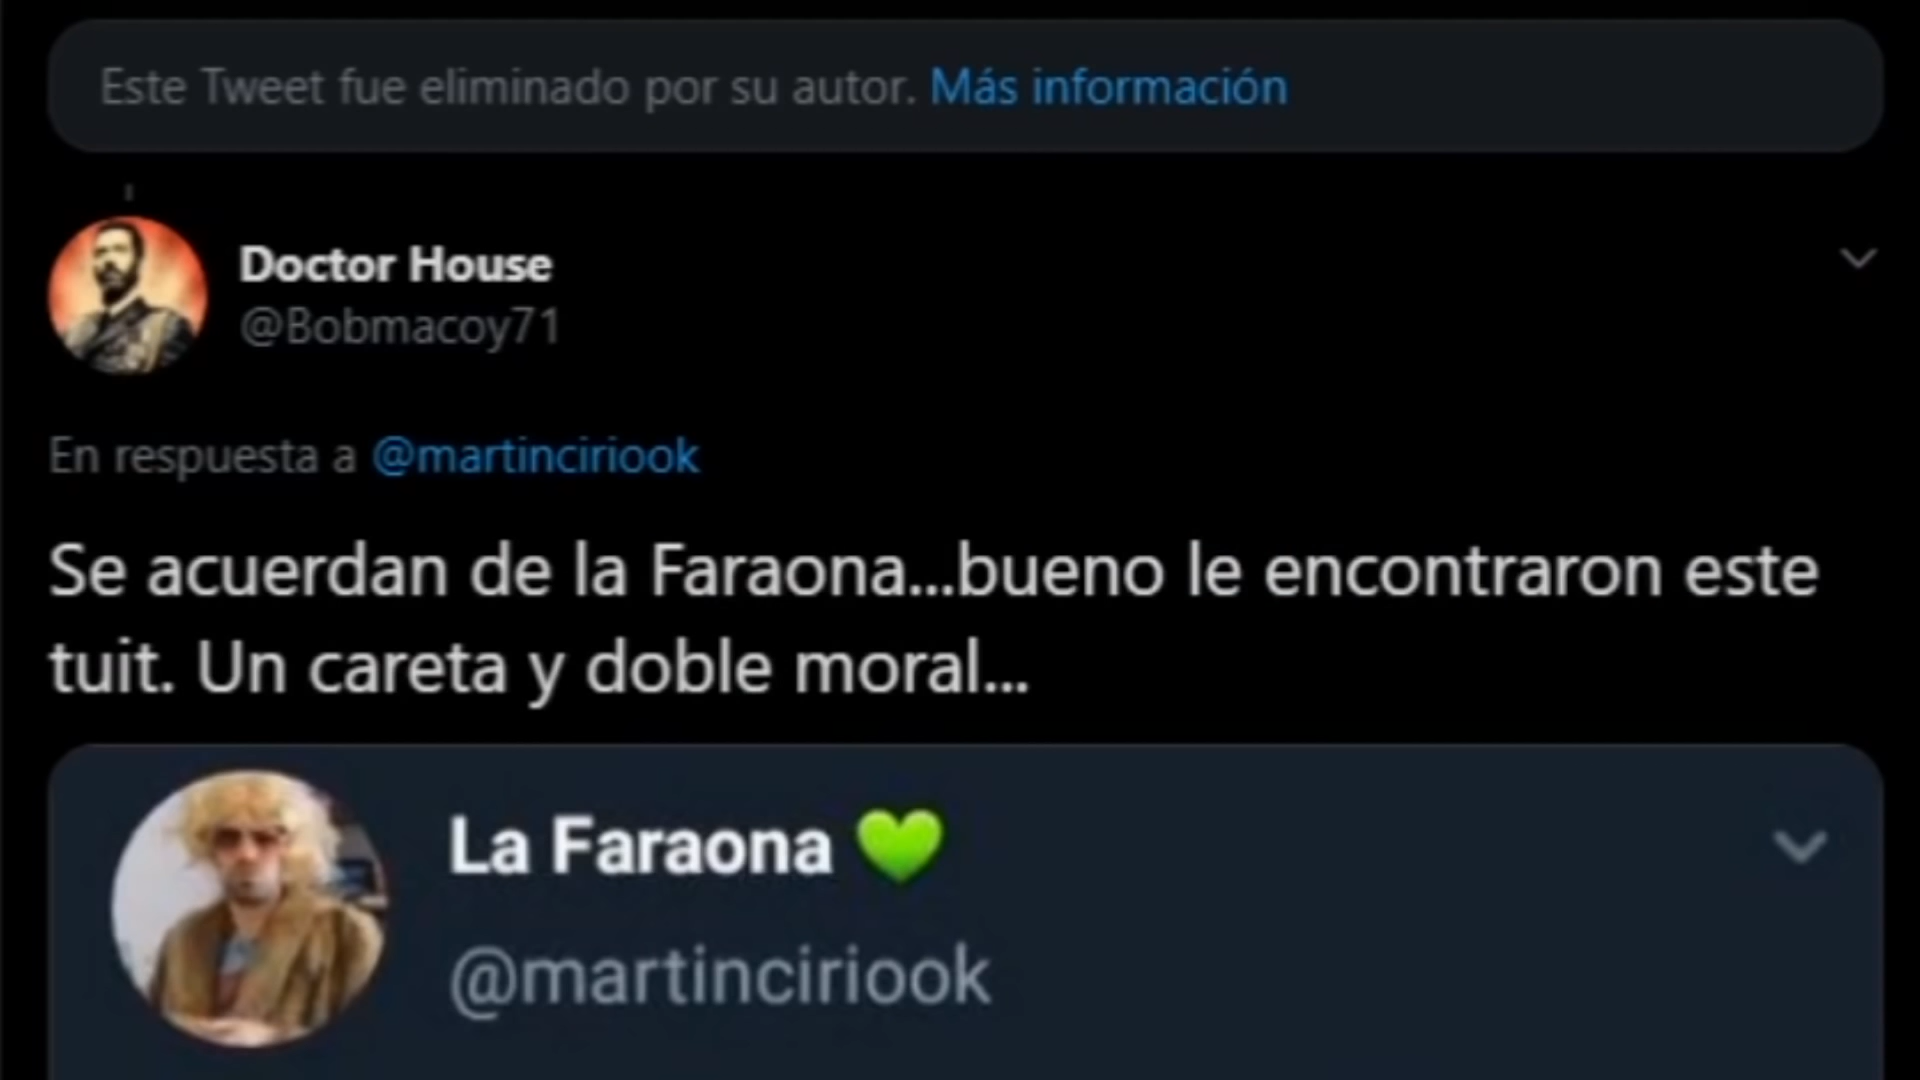 Este Tweet fue eliminado por su autor. Más información
Doctor House
@Bobmacoy71
En respuesta a @martinciriook
Se acuerdan de la Faraona...bueno le encontraron este
tuit. Un careta y doble moral...
La Faraona 💚
@martinciriook